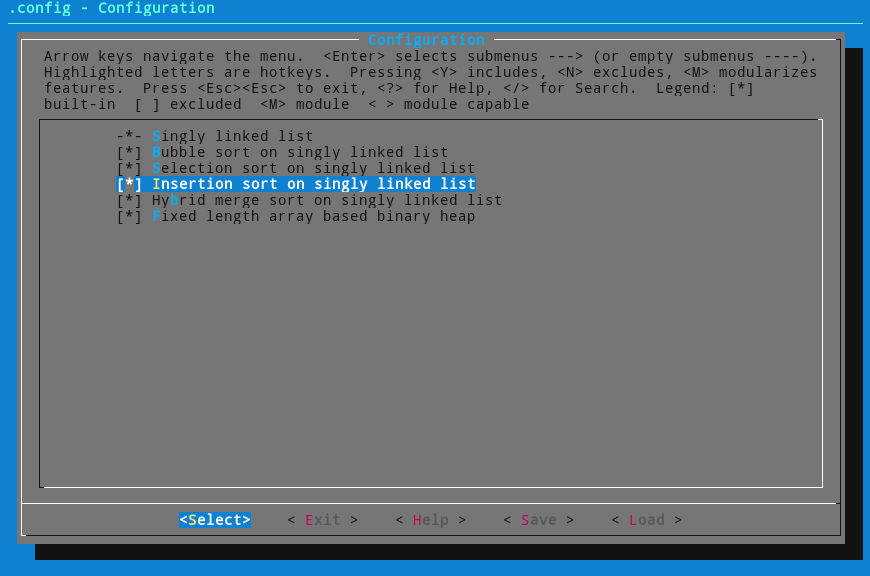 .config - Configuration
Configuration
Arrow keys navigate the menu.  <Enter> selects submenus ---> (or empty submenus ----).
Highlighted letters are hotkeys.  Pressing <Y> includes, <N> excludes, <M> modularizes
features.  Press <Esc><Esc> to exit, <?> for Help, </> for Search.  Legend: [*]
built-in  [ ] excluded  <M> module  < > module capable
-*- Singly linked list
[*] Bubble sort on singly linked list
[*] Selection sort on singly linked list
[*] Insertion sort on singly linked list
[*] Hybrid merge sort on singly linked list
[*] Fixed length array based binary heap
<Select>    < Exit >    < Help >    < Save >    < Load >